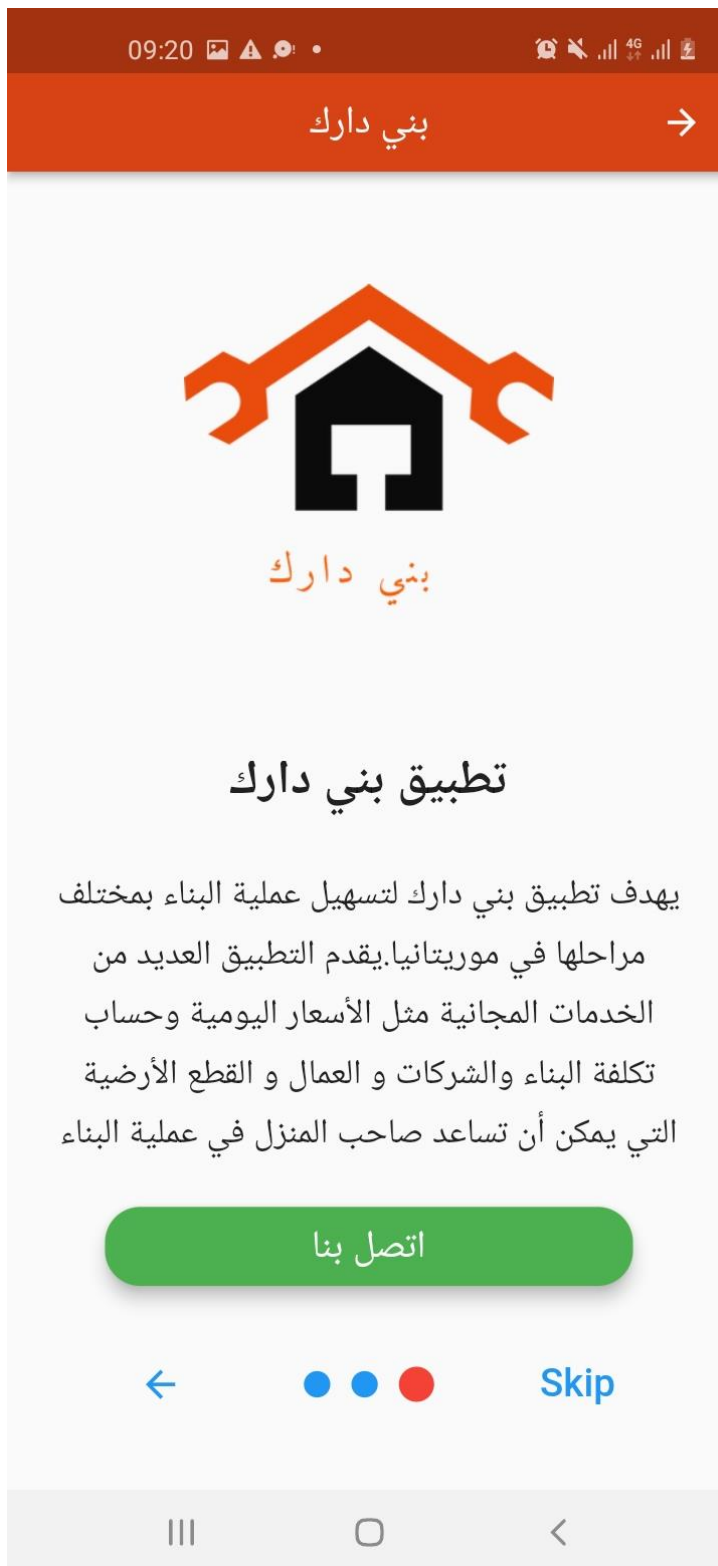 09:20
4G
بني دارك
بني دارك
تطبيق بني دارك
يهدف تطبيق بني دارك لتسهيل عملية البناء بمختلف
مراحلها في موريتانيا.يقدم التطبيق العديد من
الخدمات المجانية مثل الأسعار اليومية وحساب
تكلفة البناء والشركات و العمال و القطع الأرضية
التي يمكن أن تساعد صاحب المنزل في عملية البناء
اتصل بنا
Skip